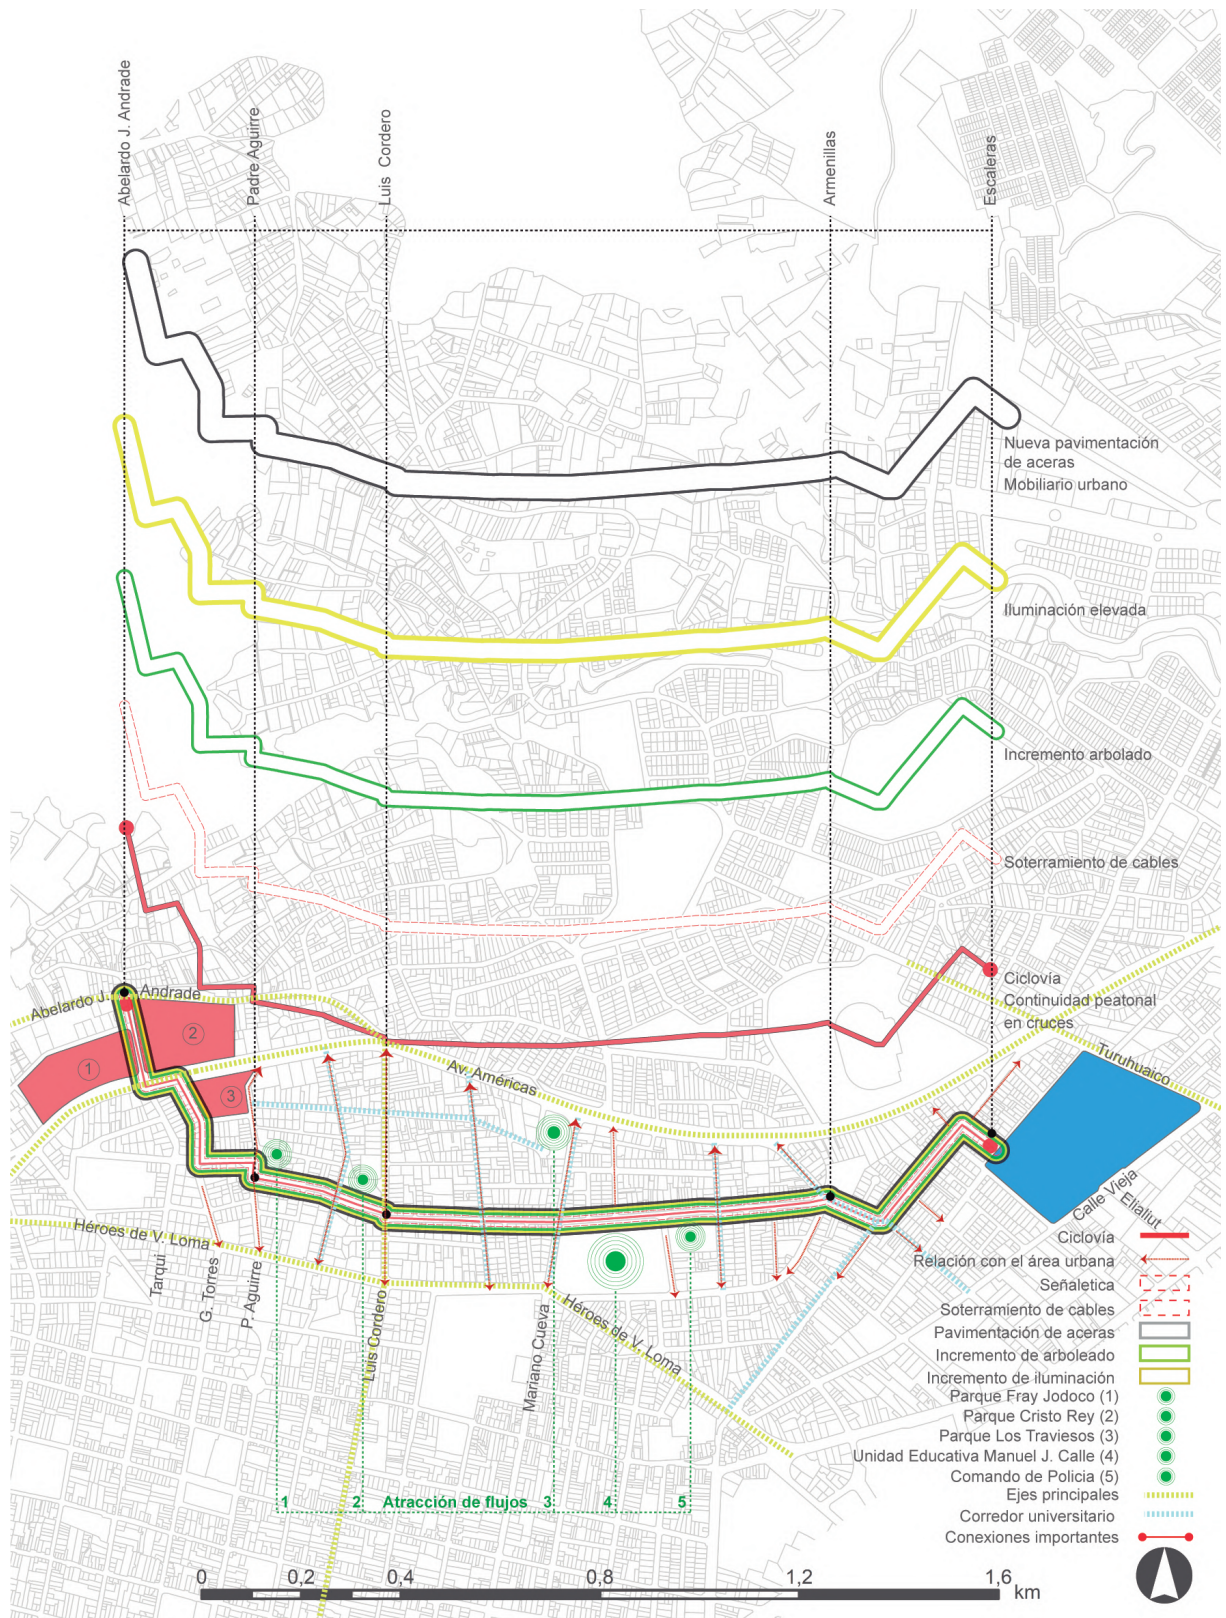 Abelardo J. Andrade
Padre Aguirre
Luis Cordero
Armenillas
Escaleras
Nueva pavimentación
de aceras
Mobiliario urbano
Iluminación elevada
Incremento arbolado
Soterramiento de cables
Ciclovía
Continuidad peatonal
en cruces
Abelardo J. Andrade
1
2
3
Av. Américas
Turuhuaico
Calle Vieja
Elialiut
Héroes de V. Loma
Tarqui
G. Torres
P. Aguirre
Luis Cordero
Mariano Cueva
Héroes de V. Loma
Ciclovía
Relación con el área urbana
Señaletica
Soterramiento de cables
Pavimentación de aceras
Incremento de arboleado
Incremento de iluminación
Parque Fray Jodoco (1)
Parque Cristo Rey (2)
Parque Los Traviesos (3)
Unidad Educativa Manuel J. Calle (4)
Comando de Policia (5)
Ejes principales
Corredor universitario
Conexiones importantes
1 2 Atracción de flujos 3 4 5
0 0,2 0,4 0,8 1,2 1,6 km